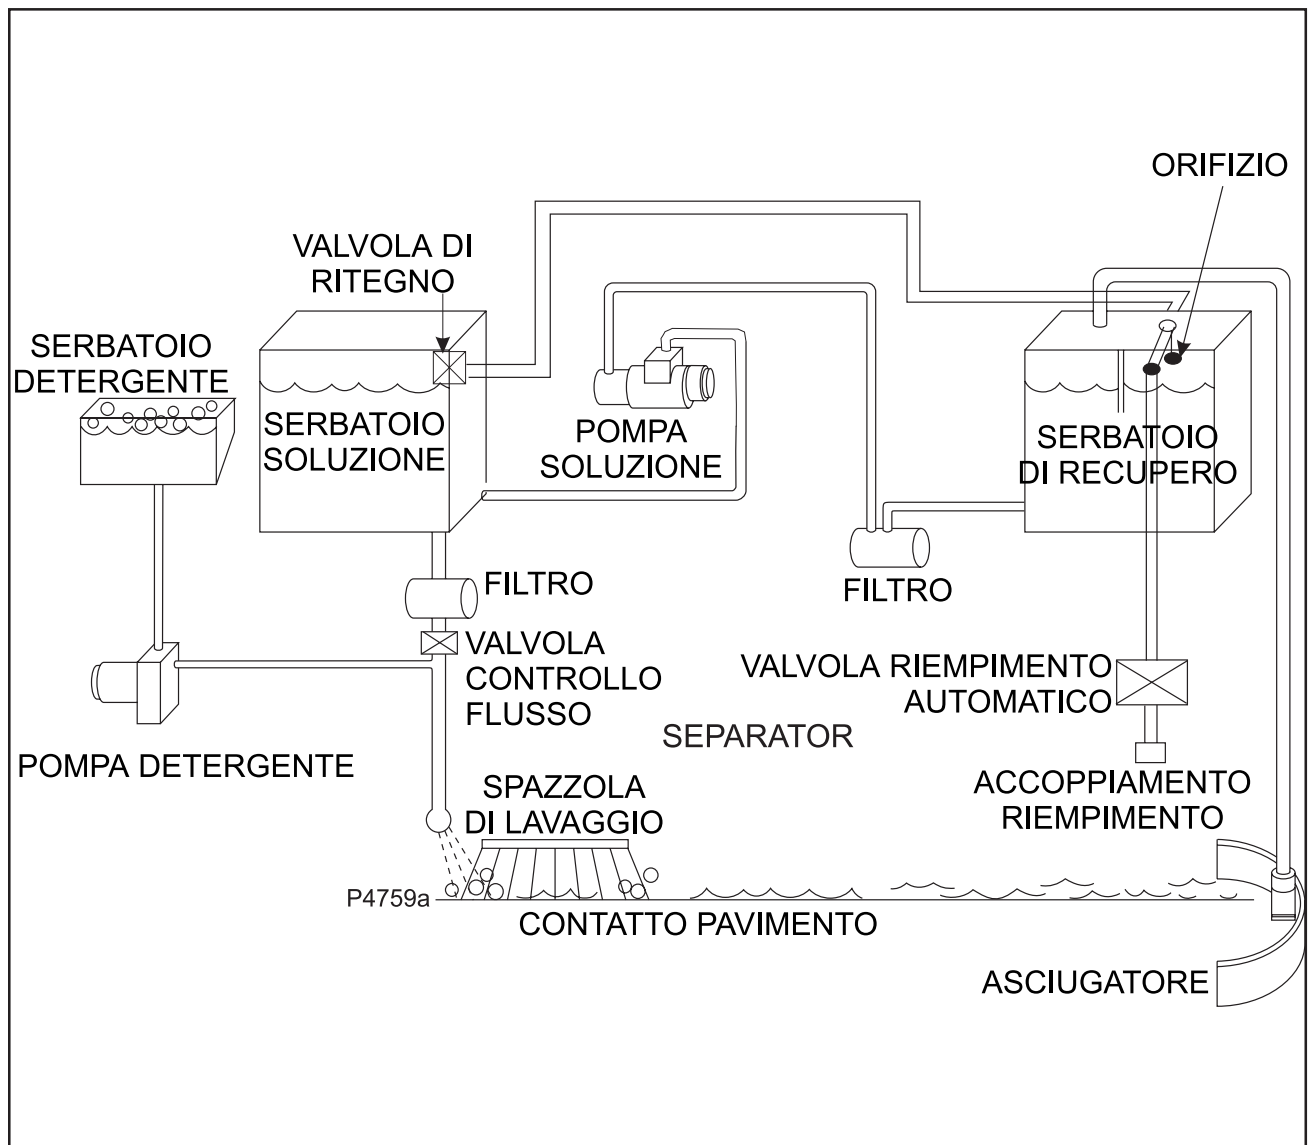 ORIFIZIO
VALVOLA DI
RITEGNO
SERBATOIO
DETERGENTE
SERBATOIO
SOLUZIONE
POMPA
SOLUZIONE
SERBATOIO
DI RECUPERO
FILTRO
FILTRO
VALVOLA
CONTROLLO
FLUSSO
VALVOLA RIEMPIMENTO
AUTOMATICO
SEPARATOR
POMPA DETERGENTE
SPAZZOLA
DI LAVAGGIO
ACCOPPIAMENTO
RIEMPIMENTO
P4759a
CONTATTO PAVIMENTO
ASCIUGATORE